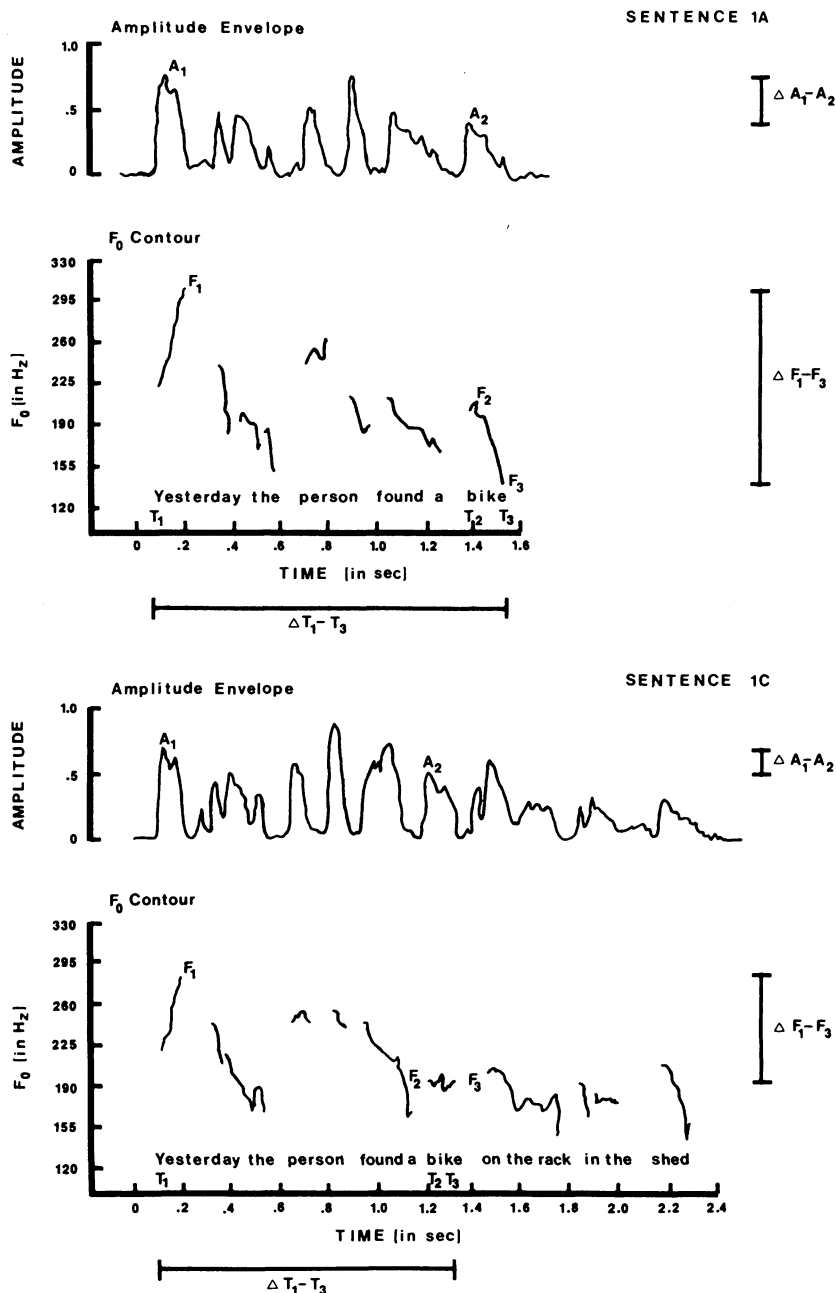 SENTENCE 1A
Amplitude Envelope
AMPLITUDE
1.0
.5
0
A1
A2
△ A1-A2
F0 Contour
F0 [in Hz]
330
295
260
225
190
155
120
F1
F2
F3
△ F1-F3
Yesterday the person found a bike
T1 T2 T3
0 .2 .4 .6 .8 1.0 1.2 1.4 1.6
TIME [in sec]
△T1-T3
SENTENCE 1C
Amplitude Envelope
AMPLITUDE
1.0
.5
0
A1
A2
△ A1-A2
F0 Contour
F0 [in Hz]
330
295
260
225
190
155
120
F1
F2
F3
△ F1-F3
Yesterday the person found a bike on the rack in the shed
T1 T2 T3
0 .2 .4 .6 .8 1.0 1.2 1.4 1.6 1.8 2.0 2.2 2.4
TIME [in sec]
△ T1-T3